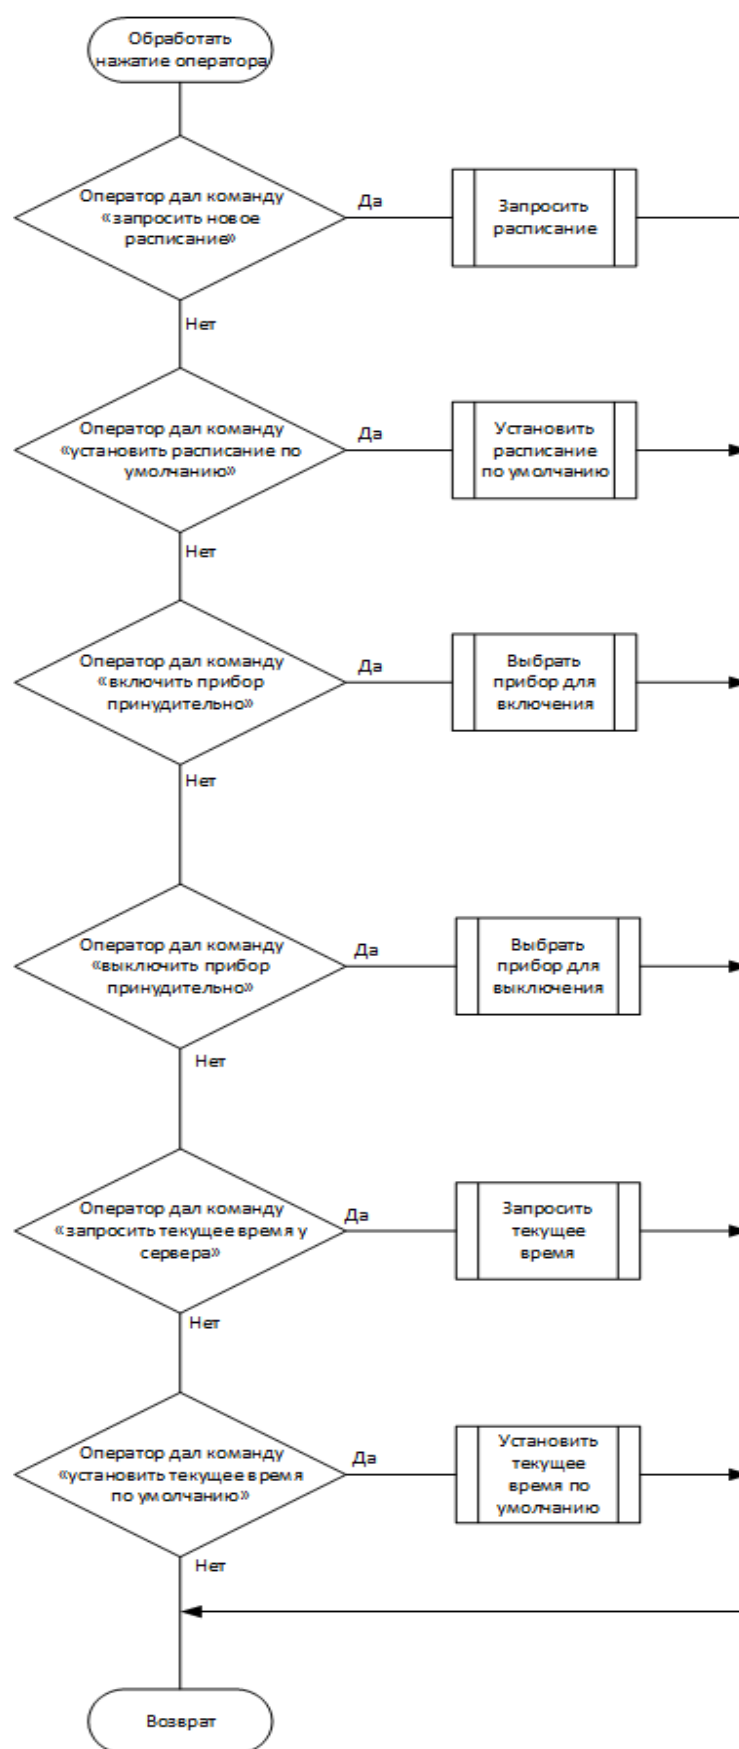 Обработать
нажатие оператора
Оператор дал команду
«запросить новое
расписание»
Да
Запросить
расписание
Нет
Оператор дал команду
«установить расписание по
умолчанию»
Да
Установить
расписание
по умолчанию
Нет
Оператор дал команду
«включить прибор
принудительно»
Да
Выбрать
прибор для
включения
Нет
Оператор дал команду
«выключить прибор
принудительно»
Да
Выбрать
прибор для
выключения
Нет
Оператор дал команду
«запросить текущее время у
сервера»
Да
Запросить
текущее
время
Нет
Оператор дал команду
«установить текущее время
по умолчанию»
Да
Установить
текущее
время по
умолчанию
Нет
Возврат